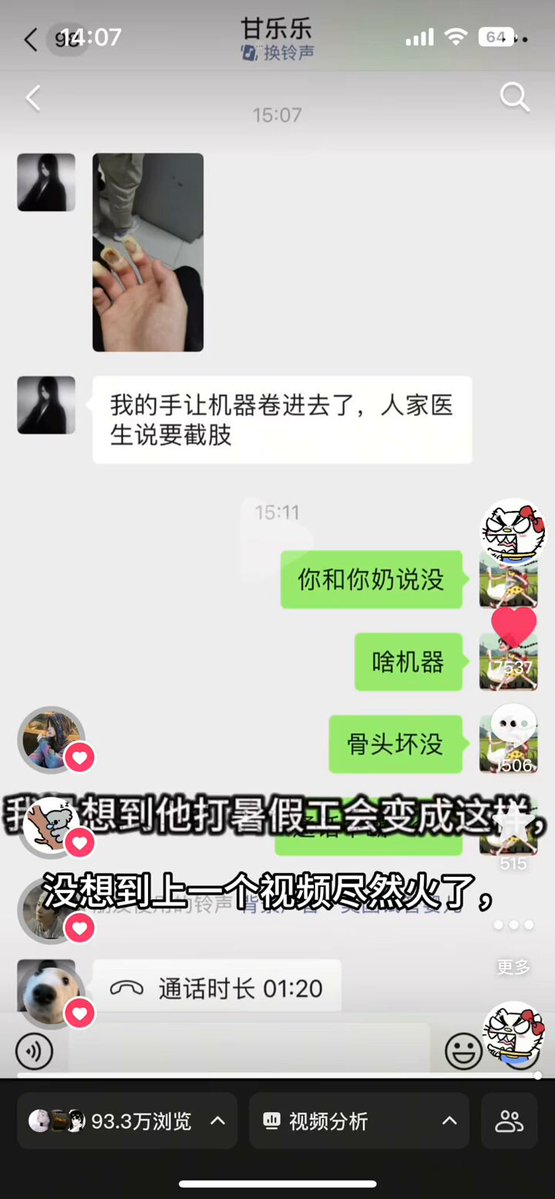 14:07
甘乐乐
换铃声
64
15:07
我的手让机器卷进去了，人家医
生说要截肢
15:11
你和你奶说没
啥机器
7537
骨头坏没
1506
想到他打暑假工会变成这样，
515
没想到上一个视频尽然火了，
更多
通话时长 01:20
93.3万浏览
视频分析